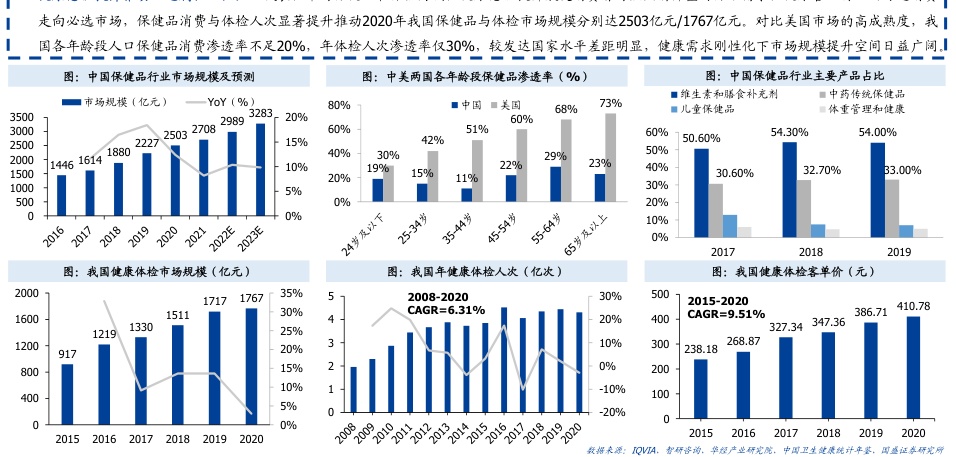 走向必选市场，保健品消费与体检人次显著提升推动2020年我国保健品与体检市场规模分别达2503亿元/1767亿元。对比美国市场的高成熟度，我
国各年龄段人口保健品消费渗透率不足20%，年体检人次渗透率仅30%，较发达国家水平差距明显，健康需求刚性化下市场规模提升空间日益广阔。
图：中国保健品行业市场规模及预测
市场规模（亿元） YoY（%）
3500 3000 2500 2000 1500 1000 500 0
1446 1614 1880 2227 2503 2708 2989 3283
20% 15% 10% 5% 0%
2016 2017 2018 2019 2020 2021 2022E 2023E
图：中美两国各年龄段保健品渗透率（%）
中国 美国
80% 60% 40% 20% 0%
19% 30% 15% 42% 11% 51% 22% 60% 29% 68% 23% 73%
24岁及以下 25-34岁 35-44岁 45-54岁 55-64岁 65岁及以上
图：中国保健品行业主要产品占比
维生素和膳食补充剂 中药传统保健品
儿童保健品 体重管理和健康
60% 50% 40% 30% 20% 10% 0%
50.60% 30.60% 54.30% 32.70% 54.00% 33.00%
2017 2018 2019
图：我国健康体检市场规模（亿元）
2000 1600 1200 800 400 0
917 1219 1330 1511 1717 1767
35% 30% 25% 20% 15% 10% 5% 0%
2015 2016 2017 2018 2019 2020
图：我国年健康体检人次（亿次）
2008-2020
CAGR=6.31%
5 4 3 2 1 0
30% 20% 10% 0% -10% -20%
2008 2009 2010 2011 2012 2013 2014 2015 2016 2017 2018 2019 2020
图：我国健康体检客单价（元）
2015-2020
CAGR=9.51%
500 400 300 200 100 0
238.18 268.87 327.34 347.36 386.71 410.78
2015 2016 2017 2018 2019 2020
数据来源：IQVIA、智研咨询、华经产业研究院、中国卫生健康统计年鉴、国盛证券研究所